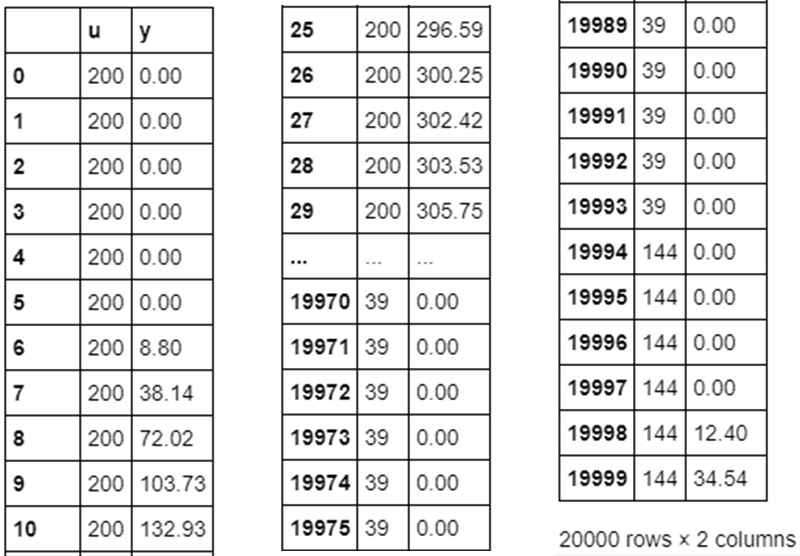 u y
0 200 0.00
1 200 0.00
2 200 0.00
3 200 0.00
4 200 0.00
5 200 0.00
6 200 8.80
7 200 38.14
8 200 72.02
9 200 103.73
10 200 132.93
25 200 296.59
26 200 300.25
27 200 302.42
28 200 303.53
29 200 305.75
... ... ...
19970 39 0.00
19971 39 0.00
19972 39 0.00
19973 39 0.00
19974 39 0.00
19975 39 0.00
19989 39 0.00
19990 39 0.00
19991 39 0.00
19992 39 0.00
19993 39 0.00
19994 144 0.00
19995 144 0.00
19996 144 0.00
19997 144 0.00
19998 144 12.40
19999 144 34.54
20000 rows × 2 columns